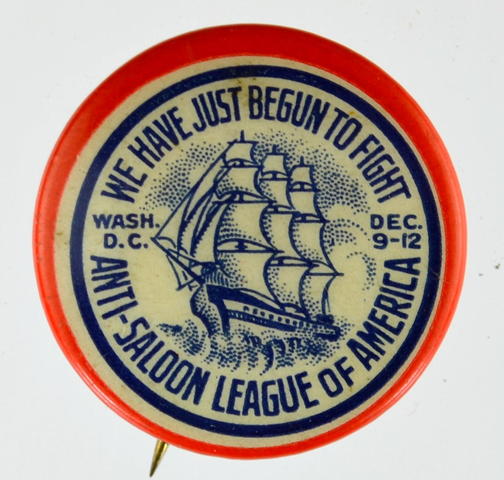 WE HAVE JUST BEGUN TO FIGHT
WASH.
D.C.
DEC.
9-12
ANTI-SALOON LEAGUE OF AMERICA